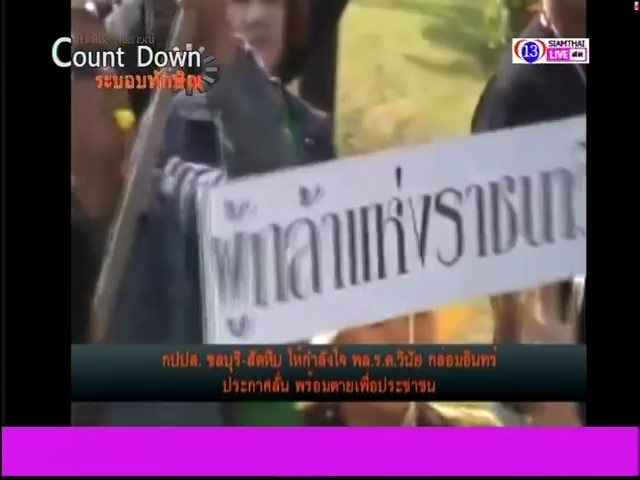 Count Down
ระบอบทักษิณ
13 SIAMTHAI
LIVE สด
ผู้กล้าแห่งราชนาวี
กปปส. ชลบุรี-สัตหีบ ให้กำลังใจ พล.ร.ต.วินัย กล่อมอินทร์
ประกาศลั่น พร้อมตายเพื่อประชาชน